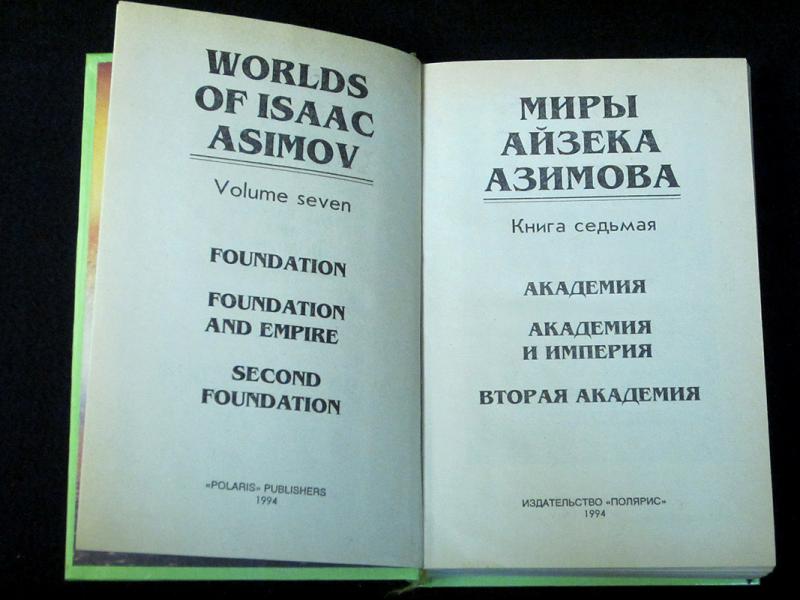 WORLDS
OF ISAAC
ASIMOV
Volume seven
FOUNDATION
FOUNDATION
AND EMPIRE
SECOND
FOUNDATION
«POLARIS» PUBLISHERS
1994
МИРЫ
АЙЗЕКА
АЗИМОВА
Книга седьмая
АКАДЕМИЯ
АКАДЕМИЯ
И ИМПЕРИЯ
ВТОРАЯ АКАДЕМИЯ
ИЗДАТЕЛЬСТВО «ПОЛЯРИС»
1994